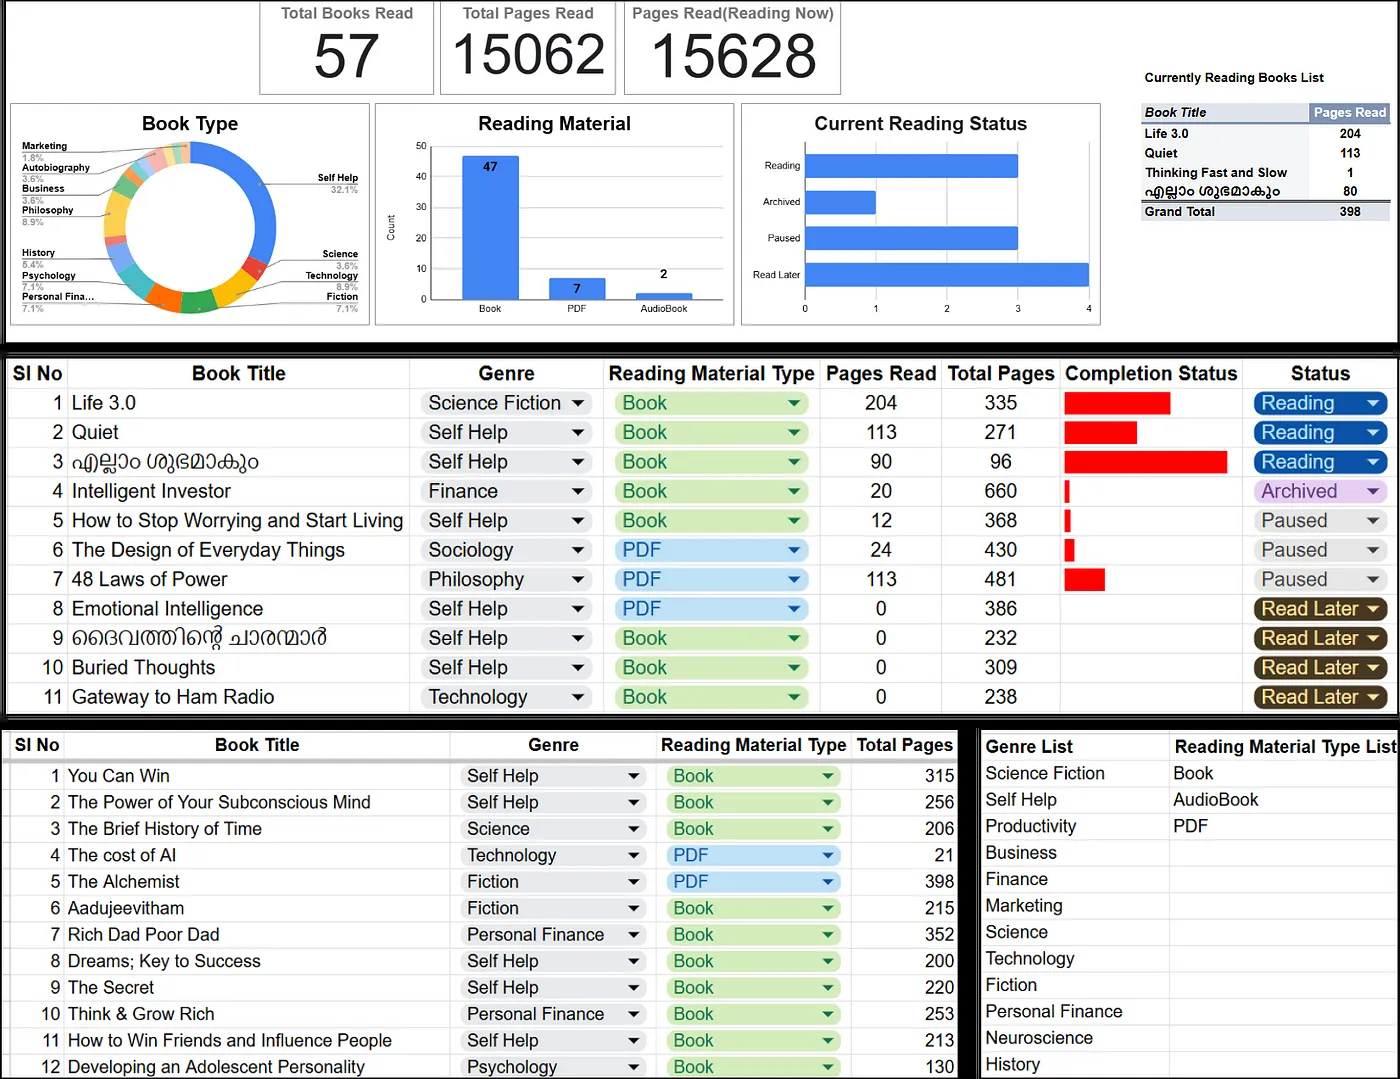 Total Books Read
57
Total Pages Read
15062
Pages Read(Reading Now)
15628
Book Type
Marketing
1.8%
Autobiography
3.6%
Business
3.6%
Philosophy
8.9%
History
5.4%
Psychology
7.1%
Personal Fina...
7.1%
Self Help
32.1%
Science
3.6%
Technology
8.9%
Fiction
7.1%
Reading Material
Count
50
40
30
20
10
0
47
7
2
Book PDF AudioBook
Current Reading Status
Reading
Archived
Paused
Read Later
0 1 2 3 4
Currently Reading Books List
Book Title Pages Read
Life 3.0 204
Quiet 113
Thinking Fast and Slow 1
എല്ലാം ശുഭമാകും 80
Grand Total 398
Sl No Book Title Genre Reading Material Type Pages Read Total Pages Completion Status Status
1 Life 3.0 Science Fiction Book 204 335 Reading
2 Quiet Self Help Book 113 271 Reading
3 എല്ലാം ശുഭമാകും Self Help Book 90 96 Reading
4 Intelligent Investor Finance Book 20 660 Archived
5 How to Stop Worrying and Start Living Self Help Book 12 368 Paused
6 The Design of Everyday Things Sociology PDF 24 430 Paused
7 48 Laws of Power Philosophy PDF 113 481 Paused
8 Emotional Intelligence Self Help PDF 0 386 Read Later
9 ദൈവത്തിന്റെ ചാരന്മാർ Self Help Book 0 232 Read Later
10 Buried Thoughts Self Help Book 0 309 Read Later
11 Gateway to Ham Radio Technology Book 0 238 Read Later
Sl No Book Title Genre Reading Material Type Total Pages
1 You Can Win Self Help Book 315
2 The Power of Your Subconscious Mind Self Help Book 256
3 The Brief History of Time Science Book 206
4 The cost of AI Technology PDF 21
5 The Alchemist Fiction PDF 398
6 Aadujeevitham Fiction Book 215
7 Rich Dad Poor Dad Personal Finance Book 352
8 Dreams; Key to Success Self Help Book 200
9 The Secret Self Help Book 220
10 Think & Grow Rich Personal Finance Book 253
11 How to Win Friends and Influence People Self Help Book 213
12 Developing an Adolescent Personality Psychology Book 130
Genre List Reading Material Type List
Science Fiction Book
Self Help AudioBook
Productivity PDF
Business
Finance
Marketing
Science
Technology
Fiction
Personal Finance
Neuroscience
History